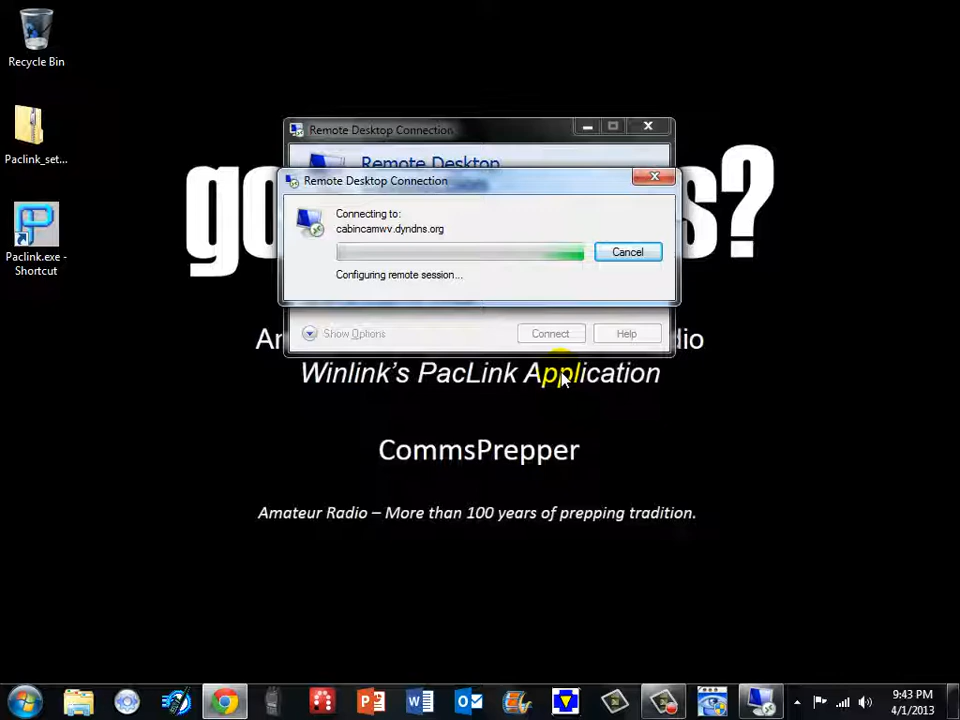 Recycle Bin
Paclink_set...
Paclink.exe -
Shortcut
Remote Desktop Connection
Remote Desktop
Remote Desktop Connection
Connecting to:
cabincamwv.dyndns.org
Cancel
Configuring remote session...
Show Options
Connect
Help
Winlink's PacLink Application
CommsPrepper
Amateur Radio – More than 100 years of prepping tradition.
9:43 PM
4/1/2013